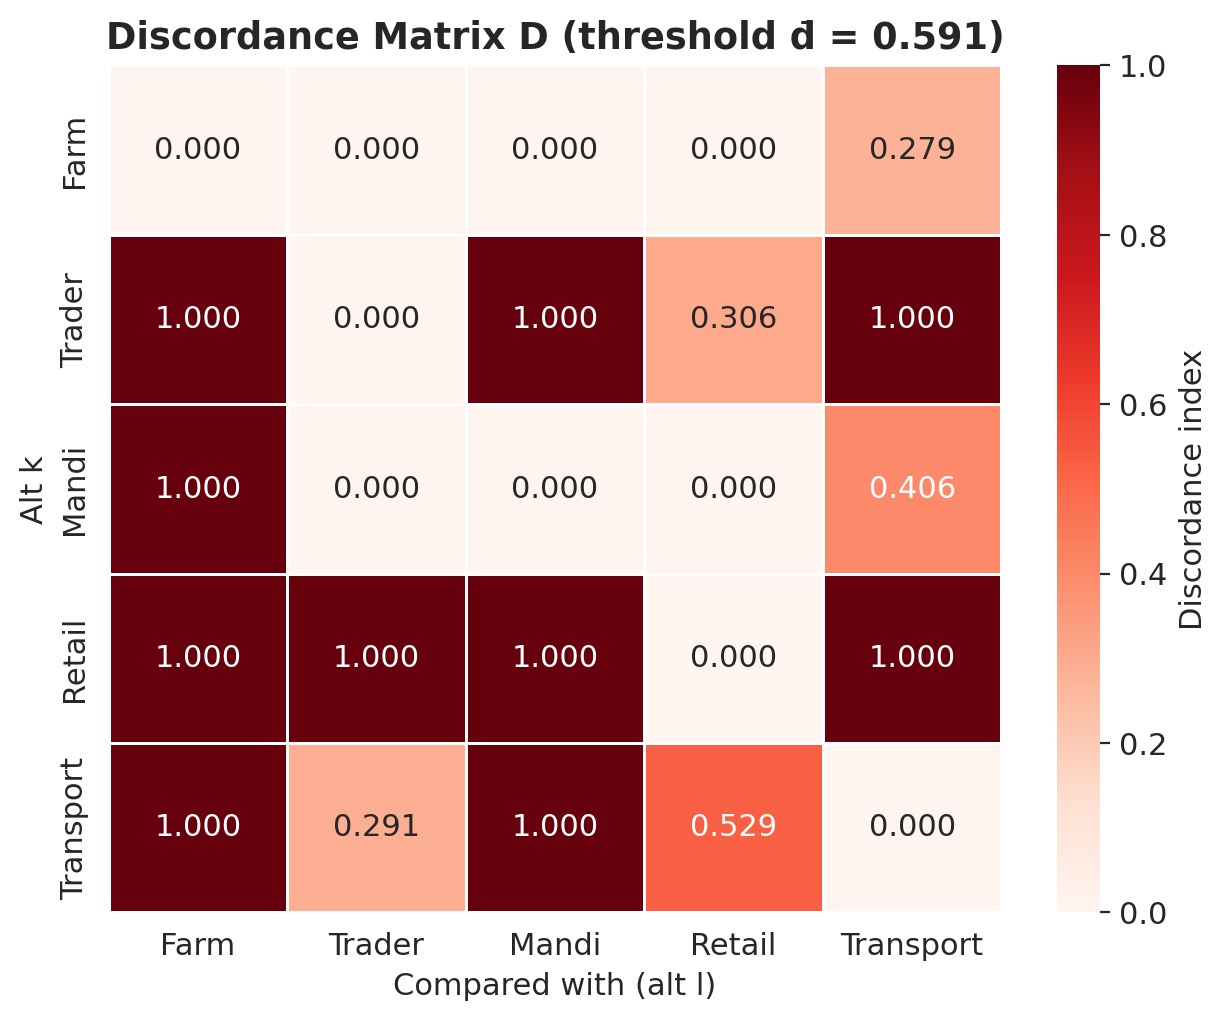 Discordance Matrix D (threshold d̄ = 0.591)
Farm 0.000 0.000 0.000 0.000 0.279
Trader 1.000 0.000 1.000 0.306 1.000
Mandi 1.000 0.000 0.000 0.000 0.406
Retail 1.000 1.000 1.000 0.000 1.000
Transport 1.000 0.291 1.000 0.529 0.000
Alt k
Farm Trader Mandi Retail Transport
Compared with (alt l)
1.0
0.8
0.6
0.4
0.2
0.0
Discordance index